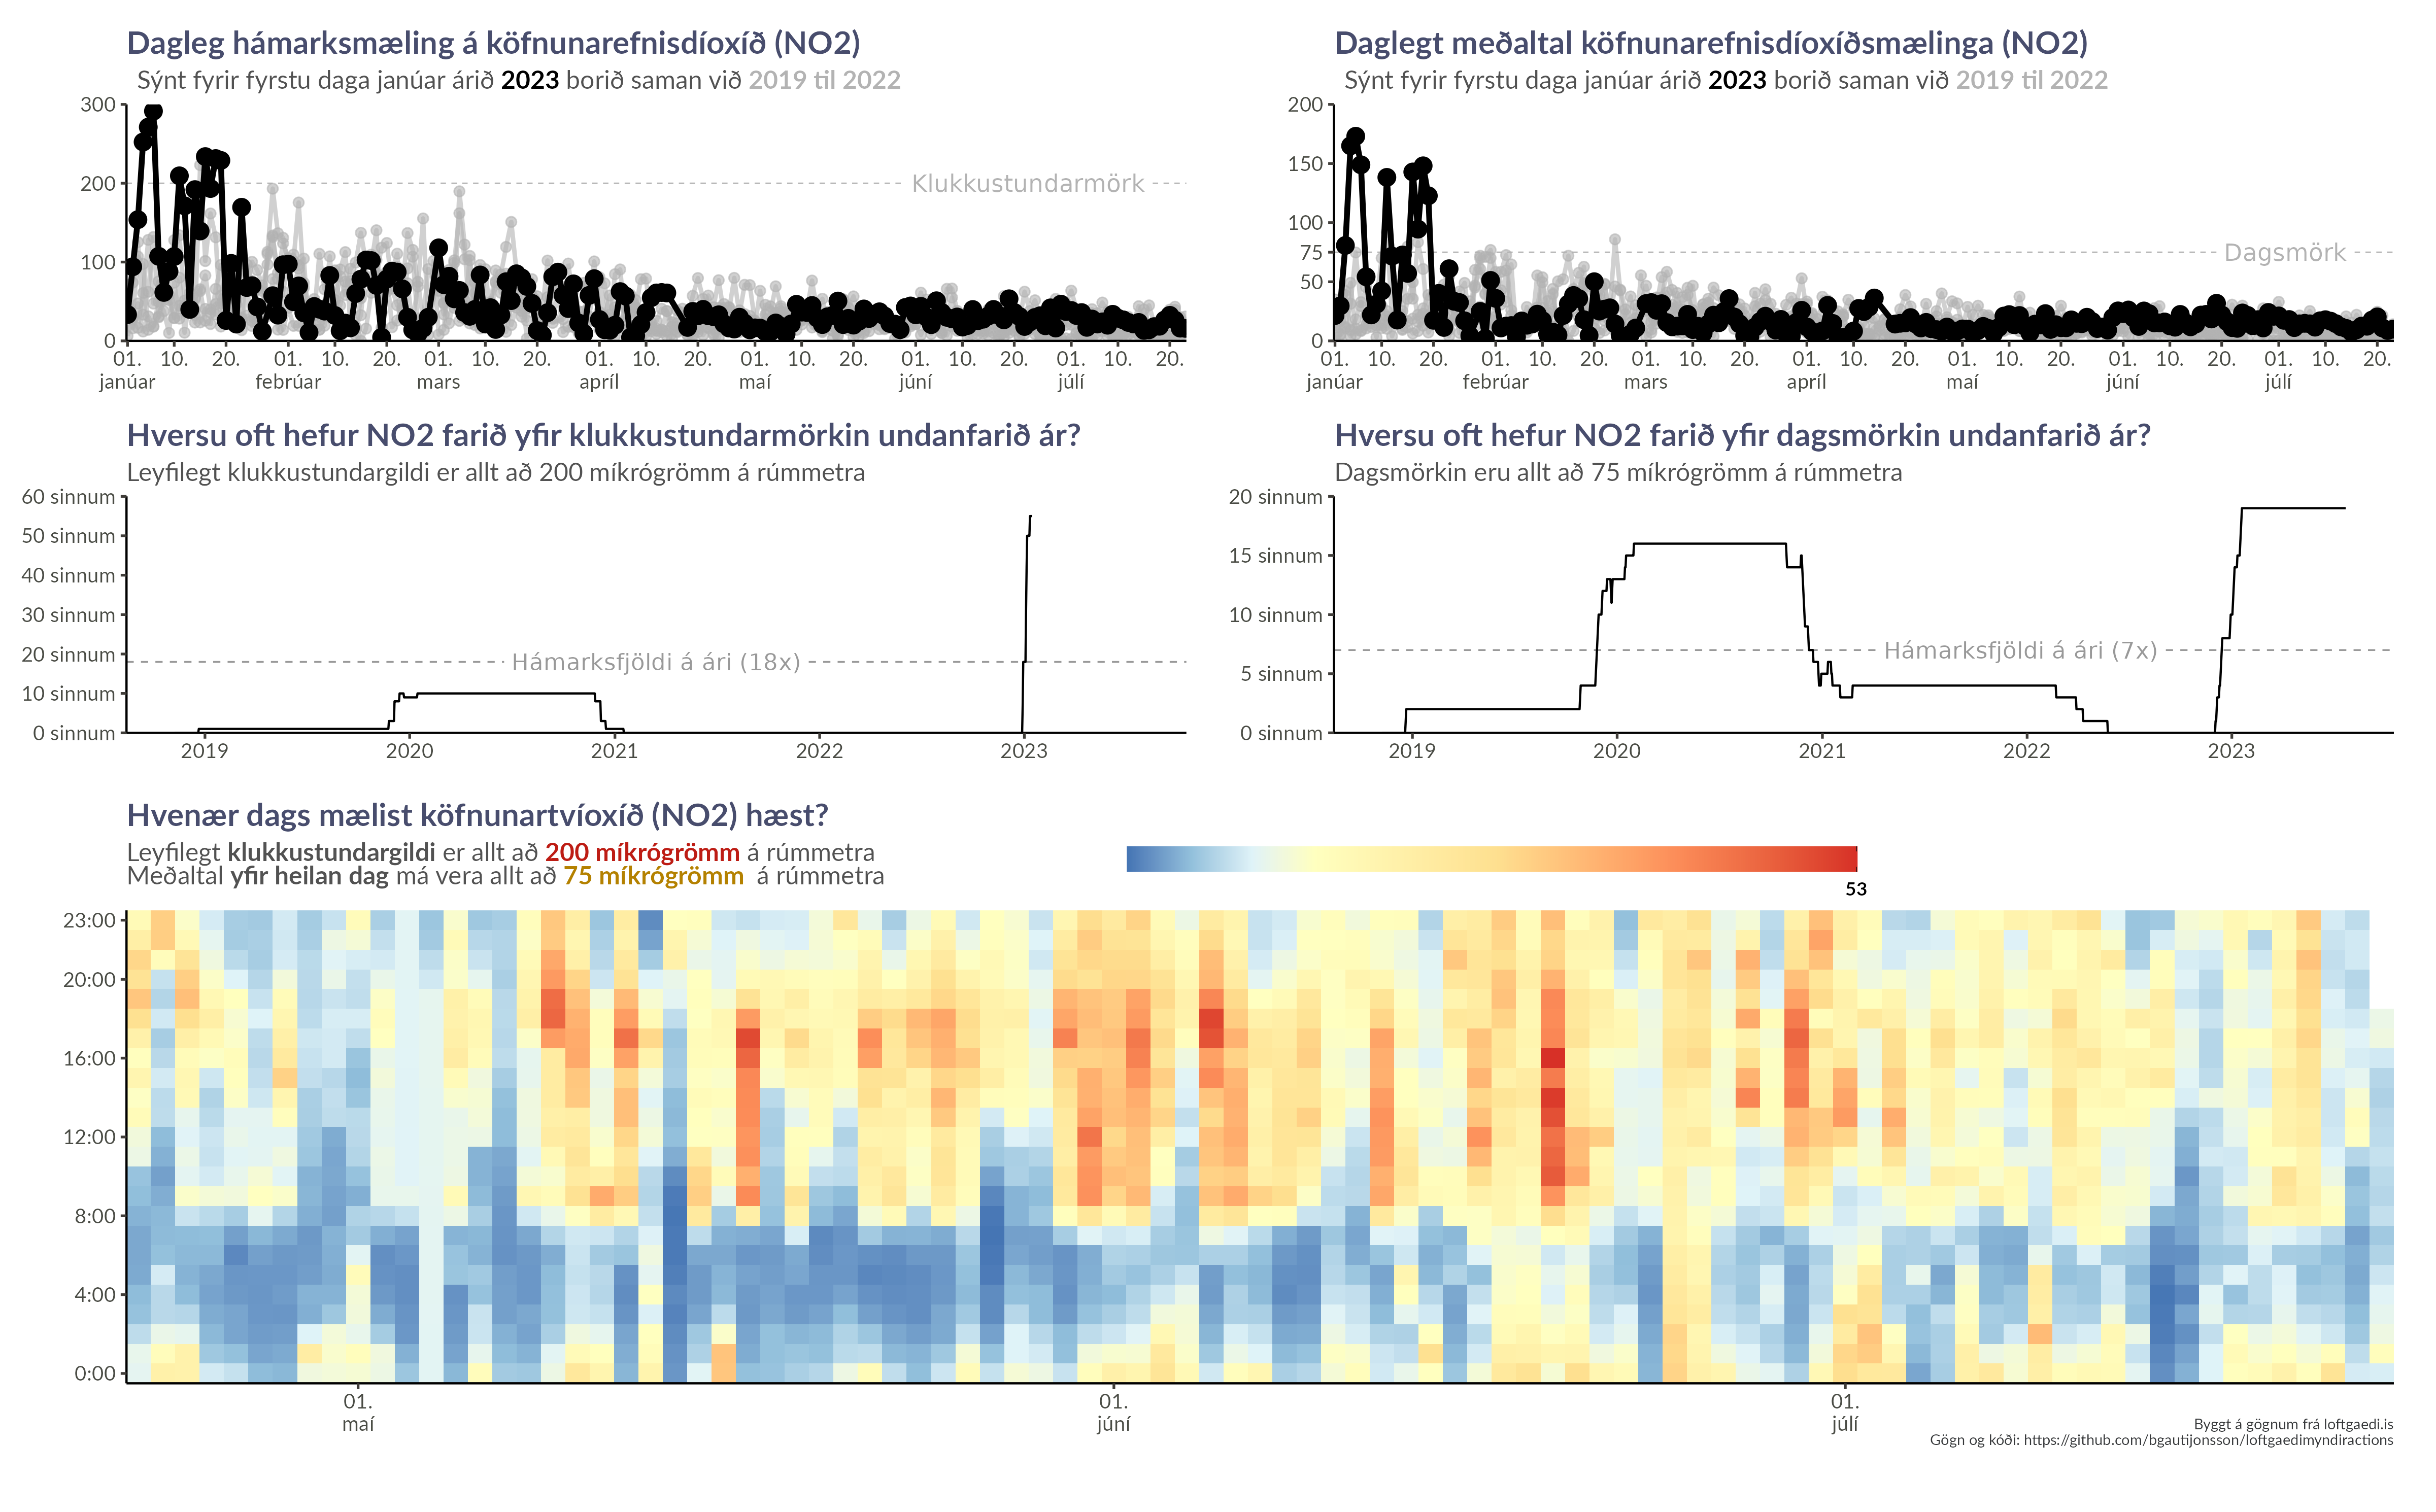 Dagleg hámarksmæling á köfnunarefnisdíoxíð (NO2)
Sýnt fyrir fyrstu daga janúar árið 2023 borið saman við 2019 til 2022
300
200
100
0
Klukkustundarmörk
01. 10. 20. 01. 10. 20. 01. 10. 20. 01. 10. 20. 01. 10. 20. 01. 10. 20. 01. 10. 20.
janúar febrúar mars apríl maí júní júlí
Daglegt meðaltal köfnunarefnisdíoxíðsmælinga (NO2)
Sýnt fyrir fyrstu daga janúar árið 2023 borið saman við 2019 til 2022
200
150
100
75
50
0
Dagsmörk
01. 10. 20. 01. 10. 20. 01. 10. 20. 01. 10. 20. 01. 10. 20. 01. 10. 20. 01. 10. 20.
janúar febrúar mars apríl maí júní júlí
Hversu oft hefur NO2 farið yfir klukkustundarmörkin undanfarið ár?
Leyfilegt klukkustundargildi er allt að 200 míkrógrömm á rúmmetra
60 sinnum
50 sinnum
40 sinnum
30 sinnum
20 sinnum
10 sinnum
0 sinnum
Hámarksfjöldi á ári (18x)
2019 2020 2021 2022 2023
Hversu oft hefur NO2 farið yfir dagsmörkin undanfarið ár?
Dagsmörkin eru allt að 75 míkrógrömm á rúmmetra
20 sinnum
15 sinnum
10 sinnum
5 sinnum
0 sinnum
Hámarksfjöldi á ári (7x)
2019 2020 2021 2022 2023
Hvenær dags mælist köfnunartvíoxíð (NO2) hæst?
Leyfilegt klukkustundargildi er allt að 200 míkrógrömm á rúmmetra
Meðaltal yfir heilan dag má vera allt að 75 míkrógrömm á rúmmetra
53
23:00
20:00
16:00
12:00
8:00
4:00
0:00
01. 01. 01.
maí júní júlí
Byggt á gögnum frá loftgaedi.is
Gögn og kóði: https://github.com/bgautijonsson/loftgaedimyndiractions